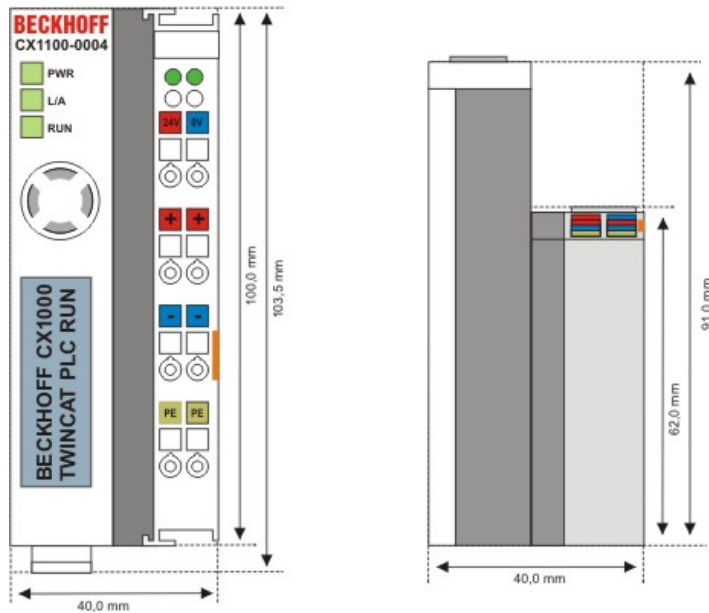 BECKHOFF
CX1100-0004
PWR
L/A
RUN
24V 0V
+ +
- -
PE PE
BECKHOFF CX1000
TWINCAT PLC RUN
100,0 mm
103,5 mm
40,0 mm
91,0 mm
62,0 mm
40,0 mm